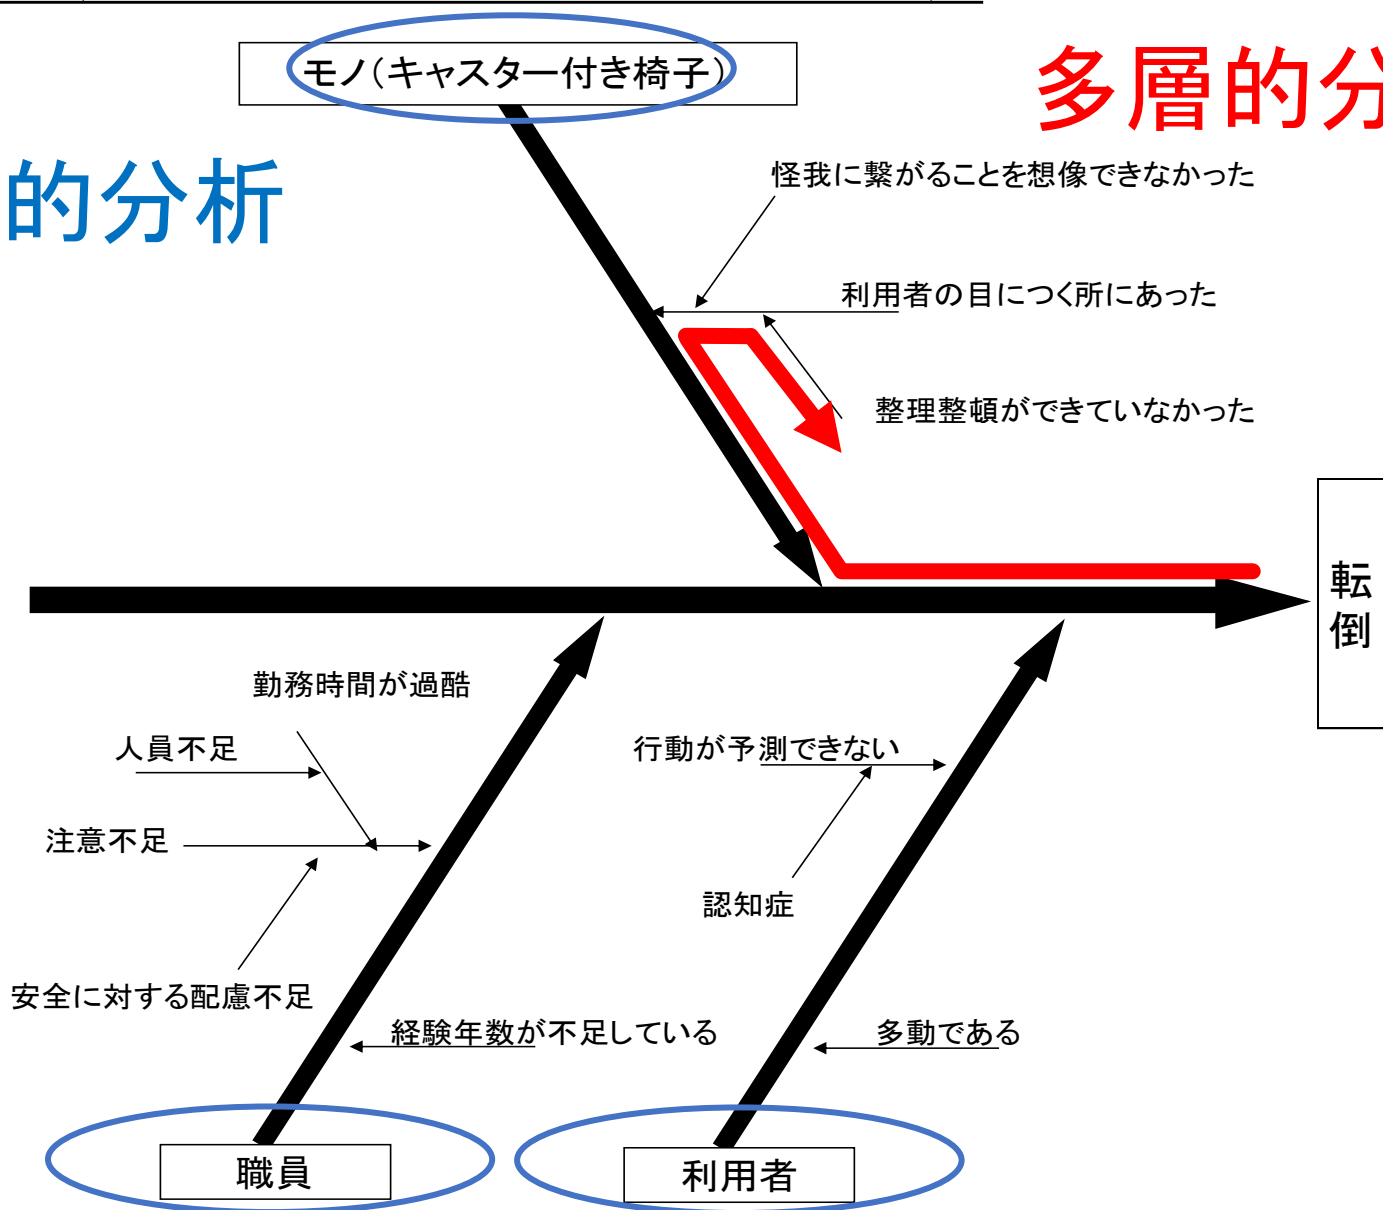 モノ（キャスター付き椅子）
多層的分
的分析
怪我に繋がることを想像できなかった
利用者の目につく所にあった
整理整頓ができていなかった
転倒
勤務時間が過酷
人員不足
行動が予測できない
注意不足
認知症
安全に対する配慮不足
経験年数が不足している
多動である
職員
利用者